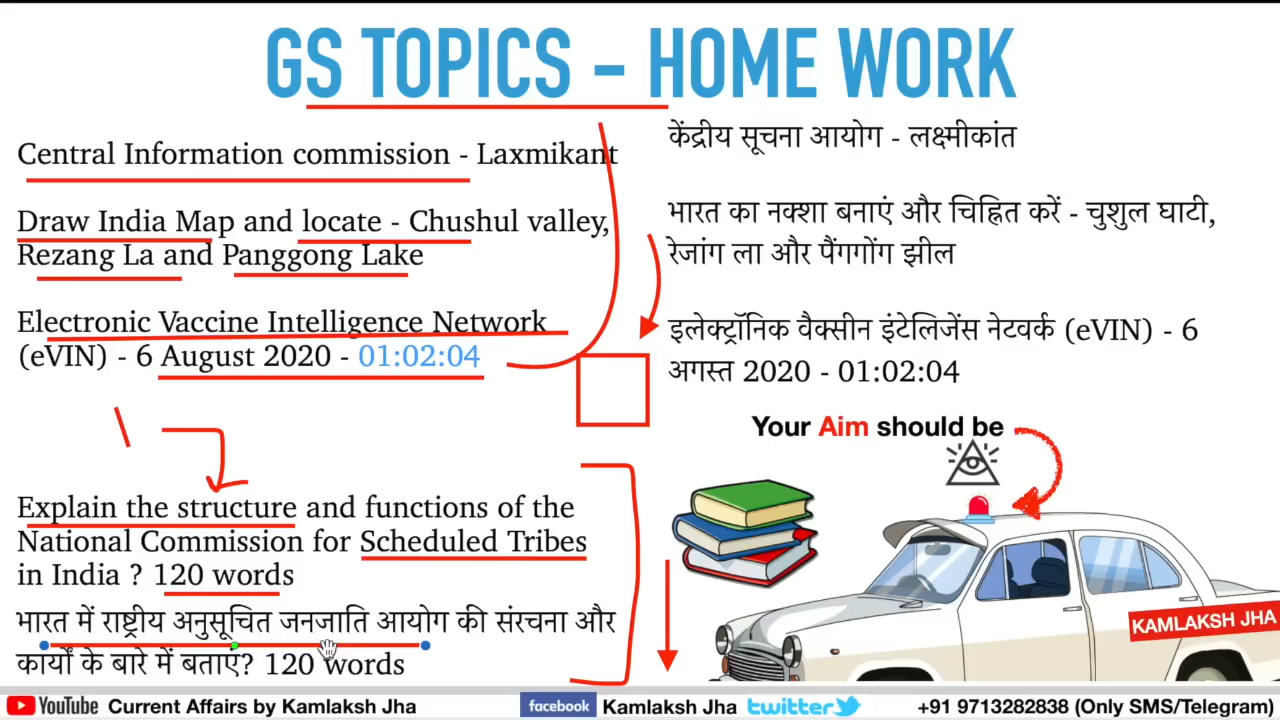 GS TOPICS - HOME WORK
Central Information commission - Laxmikant
Draw India Map and locate - Chushul valley,
Rezang La and Panggong Lake
Electronic Vaccine Intelligence Network
(eVIN) - 6 August 2020 - 01:02:04
केंद्रीय सूचना आयोग - लक्ष्मीकांत
भारत का नक्शा बनाएं और चिह्नित करें - चुशुल घाटी,
रेजांग ला और पैंगगोंग झील
इलेक्ट्रॉनिक वैक्सीन इंटेलिजेंस नेटवर्क (eVIN) - 6
अगस्त 2020 - 01:02:04
Your Aim should be
Explain the structure and functions of the
National Commission for Scheduled Tribes
in India ? 120 words
भारत में राष्ट्रीय अनुसूचित जनजाति आयोग की संरचना और
कार्यों के बारे में बताएं? 120 words
KAMLAKSH JHA
YouTube Current Affairs by Kamlaksh Jha facebook Kamlaksh Jha twitter +91 9713282838 (Only SMS/Telegram)